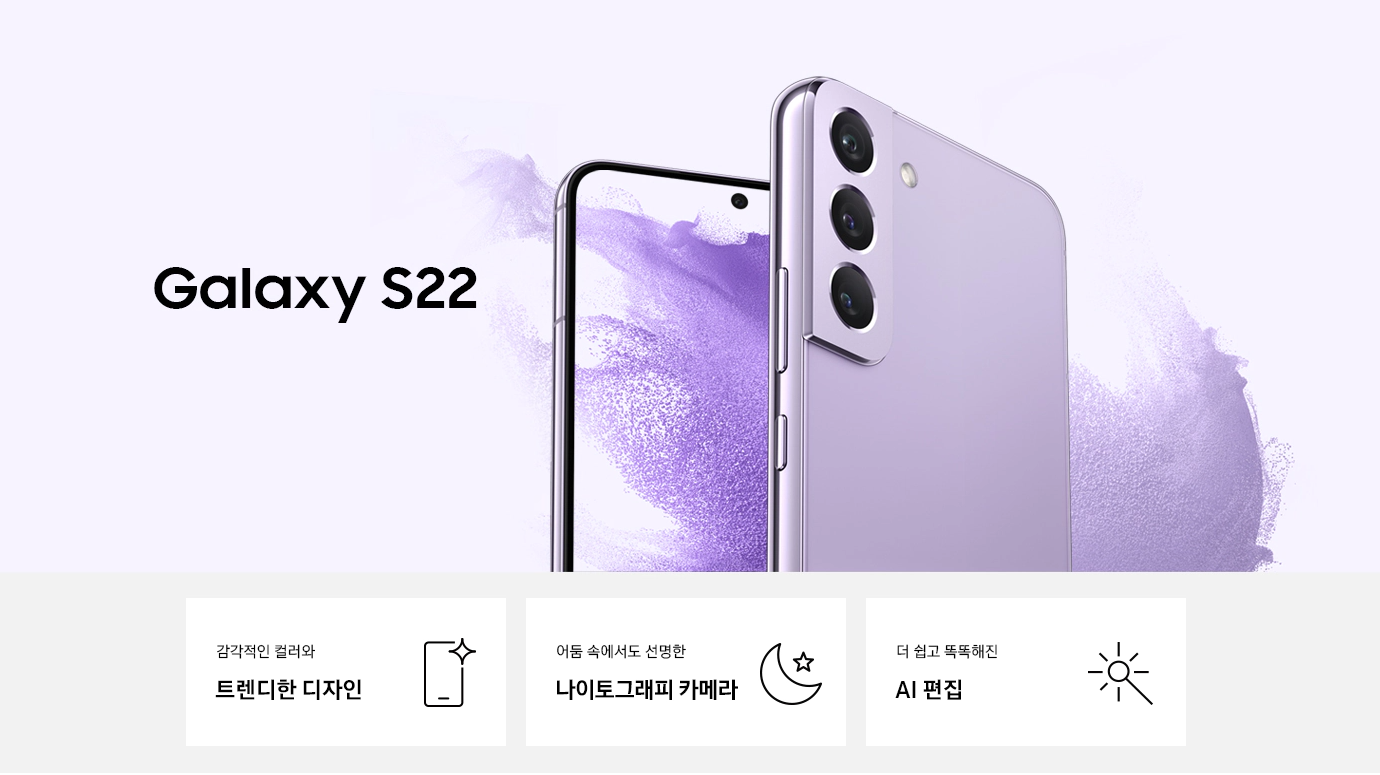 Galaxy S22
감각적인 컬러와
트렌디한 디자인
어둠 속에서도 선명한
나이토그래피 카메라
더 쉽고 똑똑해진
AI 편집